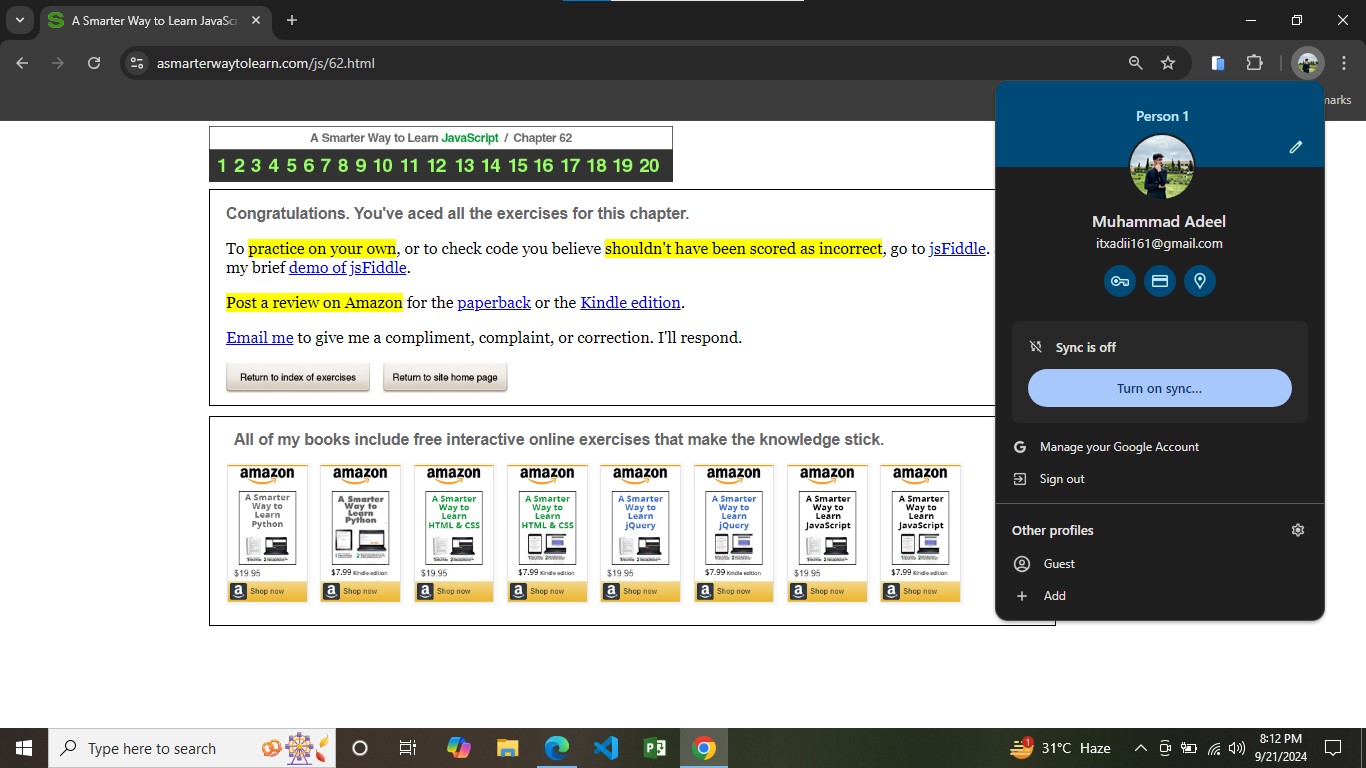 A Smarter Way to Learn JavaSc
asmarterwaytolearn.com/js/62.html
marks
A Smarter Way to Learn JavaScript / Chapter 62
1 2 3 4 5 6 7 8 9 10 11 12 13 14 15 16 17 18 19 20
Congratulations. You've aced all the exercises for this chapter.
To practice on your own, or to check code you believe shouldn't have been scored as incorrect, go to jsFiddle.
my brief demo of jsFiddle.
Post a review on Amazon for the paperback or the Kindle edition.
Email me to give me a compliment, complaint, or correction. I'll respond.
Return to index of exercises Return to site home page
All of my books include free interactive online exercises that make the knowledge stick.
amazon amazon amazon amazon amazon amazon amazon amazon
A Smarter A Smarter A Smarter A Smarter A Smarter A Smarter A Smarter A Smarter
Way to Way to Way to Way to Way to Way to Way to Way to
Learn Learn Learn Learn Learn Learn Learn Learn
Python Python HTML & CSS HTML & CSS jQuery jQuery JavaScript JavaScript
$19.95 $7.99 Kindle edition $19.95 $7.99 Kindle edition $19.95 $7.99 Kindle edition $19.95 $7.99 Kindle edition
a Shop now a Shop now a Shop now a Shop now a Shop now a Shop now a Shop now a Shop now
Person 1
Muhammad Adeel
itxadii161@gmail.com
Sync is off
Turn on sync...
G Manage your Google Account
Sign out
Other profiles
Guest
Add
Type here to search
1
31°C Haze
8:12 PM
9/21/2024